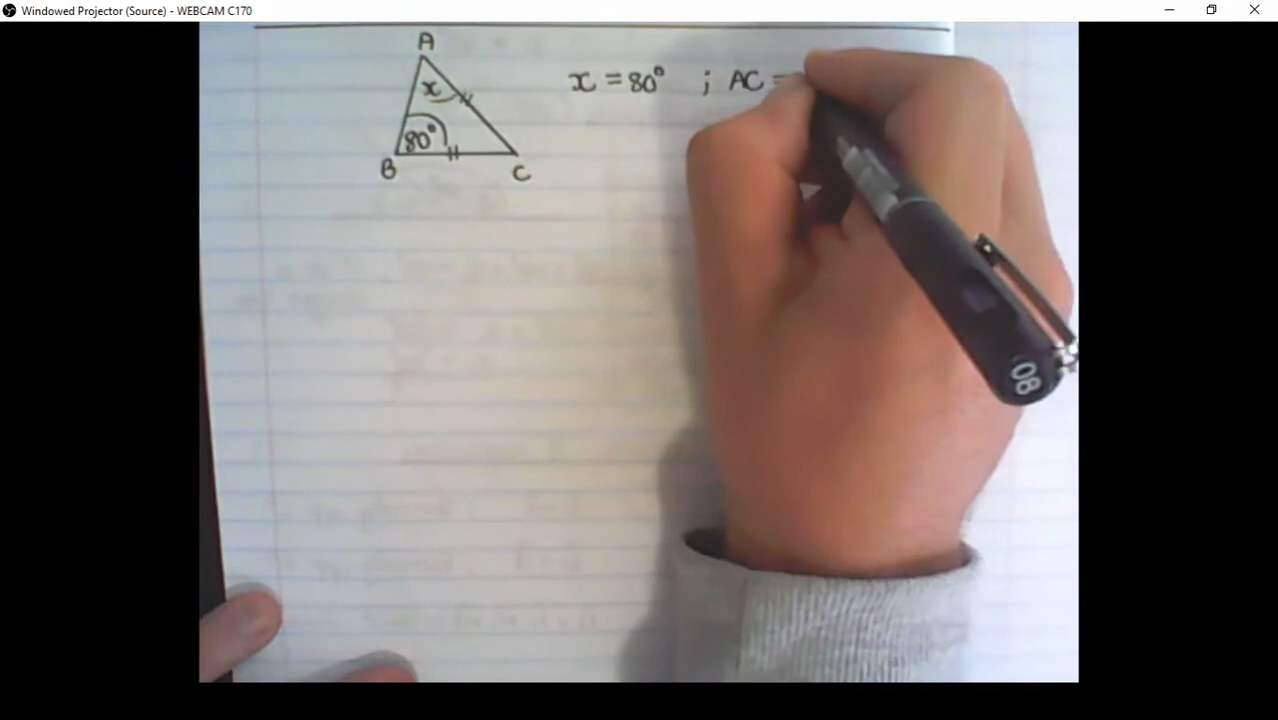 Windowed Projector (Source) - WEBCAM C170
A
x = 80° ; AC =
x
80°
B
C
08